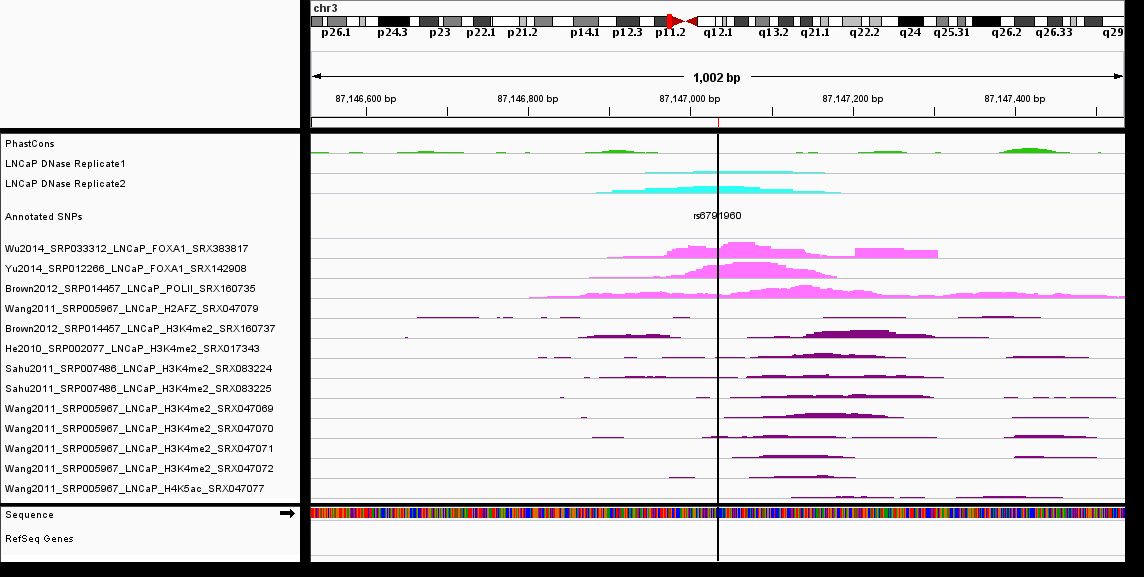 chr3
p26.1 p24.3 p23 p22.1 p21.2 p14.1 p12.3 p11.2 q12.1 q13.2 q21.1 q22.2 q24 q25.31 q26.2 q26.33 q29
1,002 bp
87,146,600 bp 87,146,800 bp 87,147,000 bp 87,147,200 bp 87,147,400 bp
PhastCons
LNCaP DNase Replicate1
LNCaP DNase Replicate2
Annotated SNPs
rs6791960
Wu2014_SRP033312_LNCaP_FOXA1_SRX383817
Yu2014_SRP012266_LNCaP_FOXA1_SRX142908
Brown2012_SRP014457_LNCaP_POLII_SRX160735
Wang2011_SRP005967_LNCaP_H2AFZ_SRX047079
Brown2012_SRP014457_LNCaP_H3K4me2_SRX160737
He2010_SRP002077_LNCaP_H3K4me2_SRX017343
Sahu2011_SRP007486_LNCaP_H3K4me2_SRX083224
Sahu2011_SRP007486_LNCaP_H3K4me2_SRX083225
Wang2011_SRP005967_LNCaP_H3K4me2_SRX047069
Wang2011_SRP005967_LNCaP_H3K4me2_SRX047070
Wang2011_SRP005967_LNCaP_H3K4me2_SRX047071
Wang2011_SRP005967_LNCaP_H3K4me2_SRX047072
Wang2011_SRP005967_LNCaP_H4K5ac_SRX047077
Sequence
RefSeq Genes